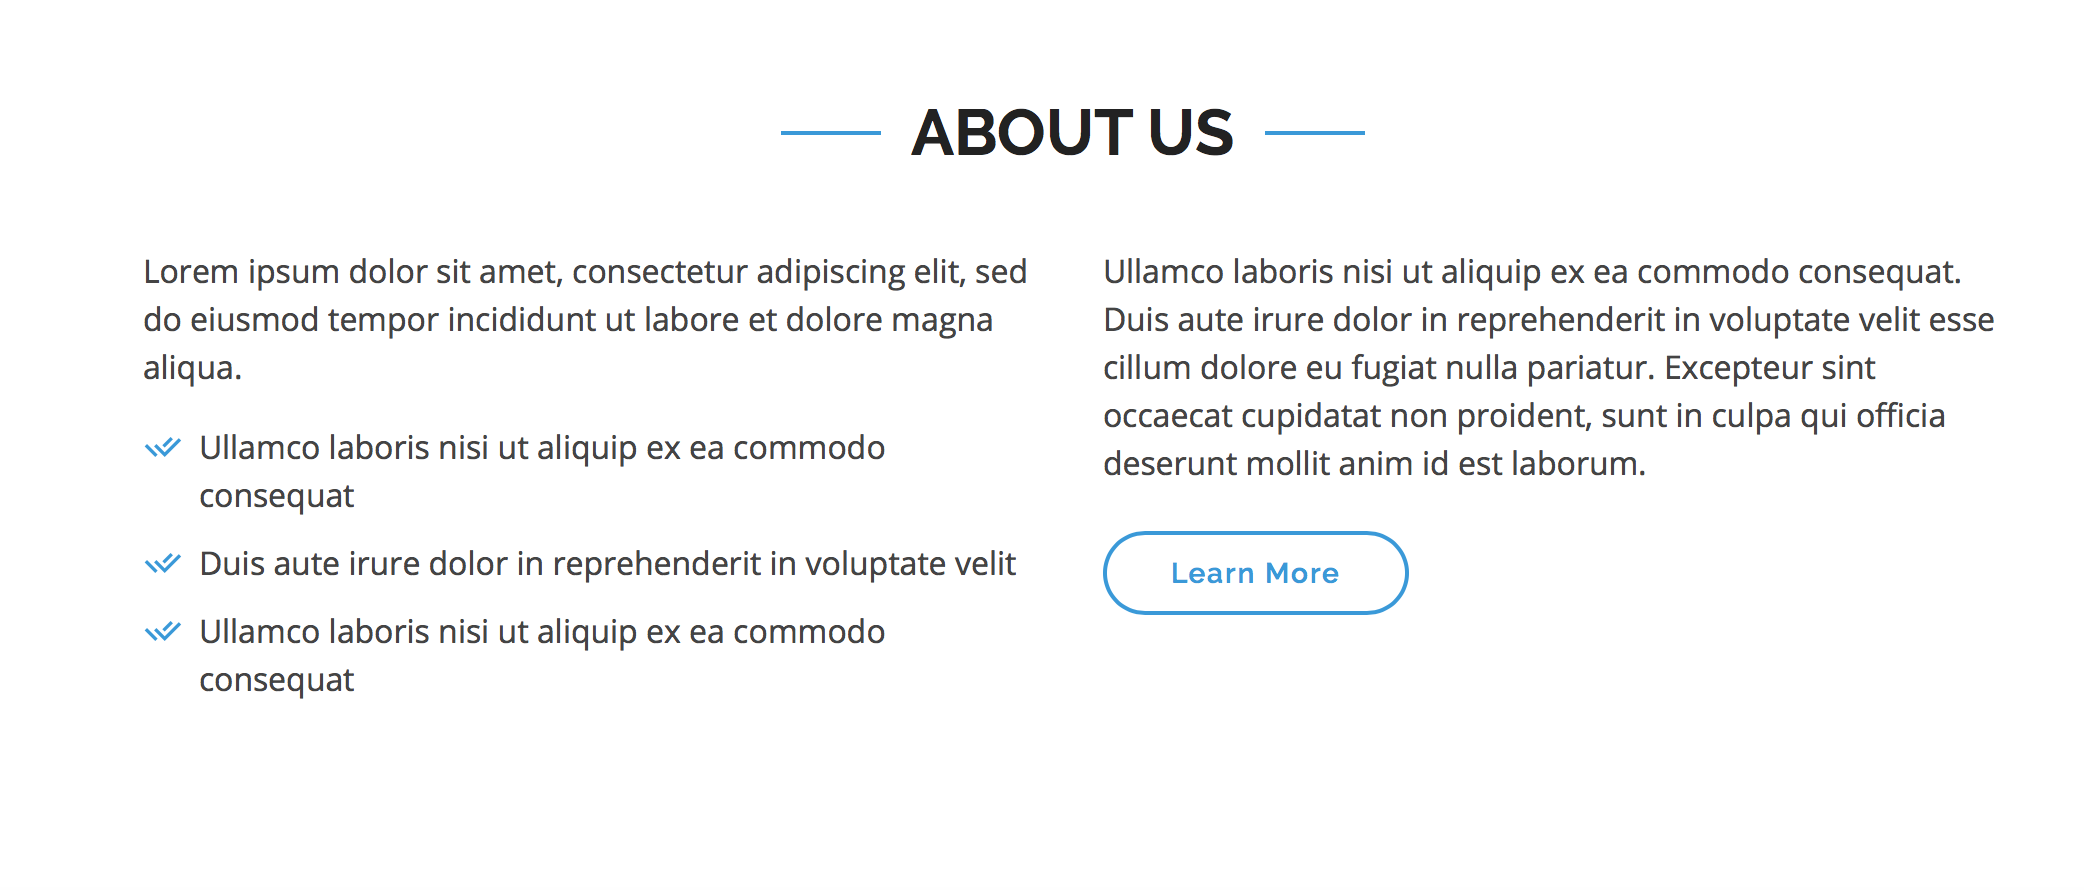 ABOUT US
Lorem ipsum dolor sit amet, consectetur adipiscing elit, sed
do eiusmod tempor incididunt ut labore et dolore magna
aliqua.
Ullamco laboris nisi ut aliquip ex ea commodo
consequat
Duis aute irure dolor in reprehenderit in voluptate velit
Ullamco laboris nisi ut aliquip ex ea commodo
consequat
Ullamco laboris nisi ut aliquip ex ea commodo consequat.
Duis aute irure dolor in reprehenderit in voluptate velit esse
cillum dolore eu fugiat nulla pariatur. Excepteur sint
occaecat cupidatat non proident, sunt in culpa qui officia
deserunt mollit anim id est laborum.
Learn More